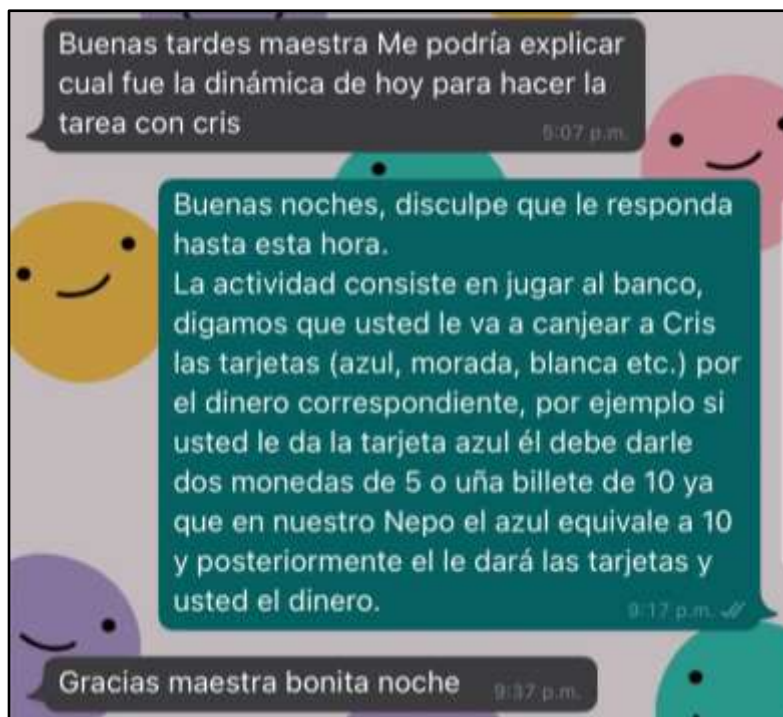 Buenas tardes maestra Me podría explicar
cual fue la dinámica de hoy para hacer la
tarea con cris
5:07 p.m.
Buenas noches, disculpe que le responda
hasta esta hora.
La actividad consiste en jugar al banco,
digamos que usted le va a canjear a Cris
las tarjetas (azul, morada, blanca etc.) por
el dinero correspondiente, por ejemplo si
usted le da la tarjeta azul él debe darle
dos monedas de 5 o uña billete de 10 ya
que en nuestro Nepo el azul equivale a 10
y posteriormente el le dará las tarjetas y
usted el dinero.
9:17 p.m.
Gracias maestra bonita noche
9:37 p.m.